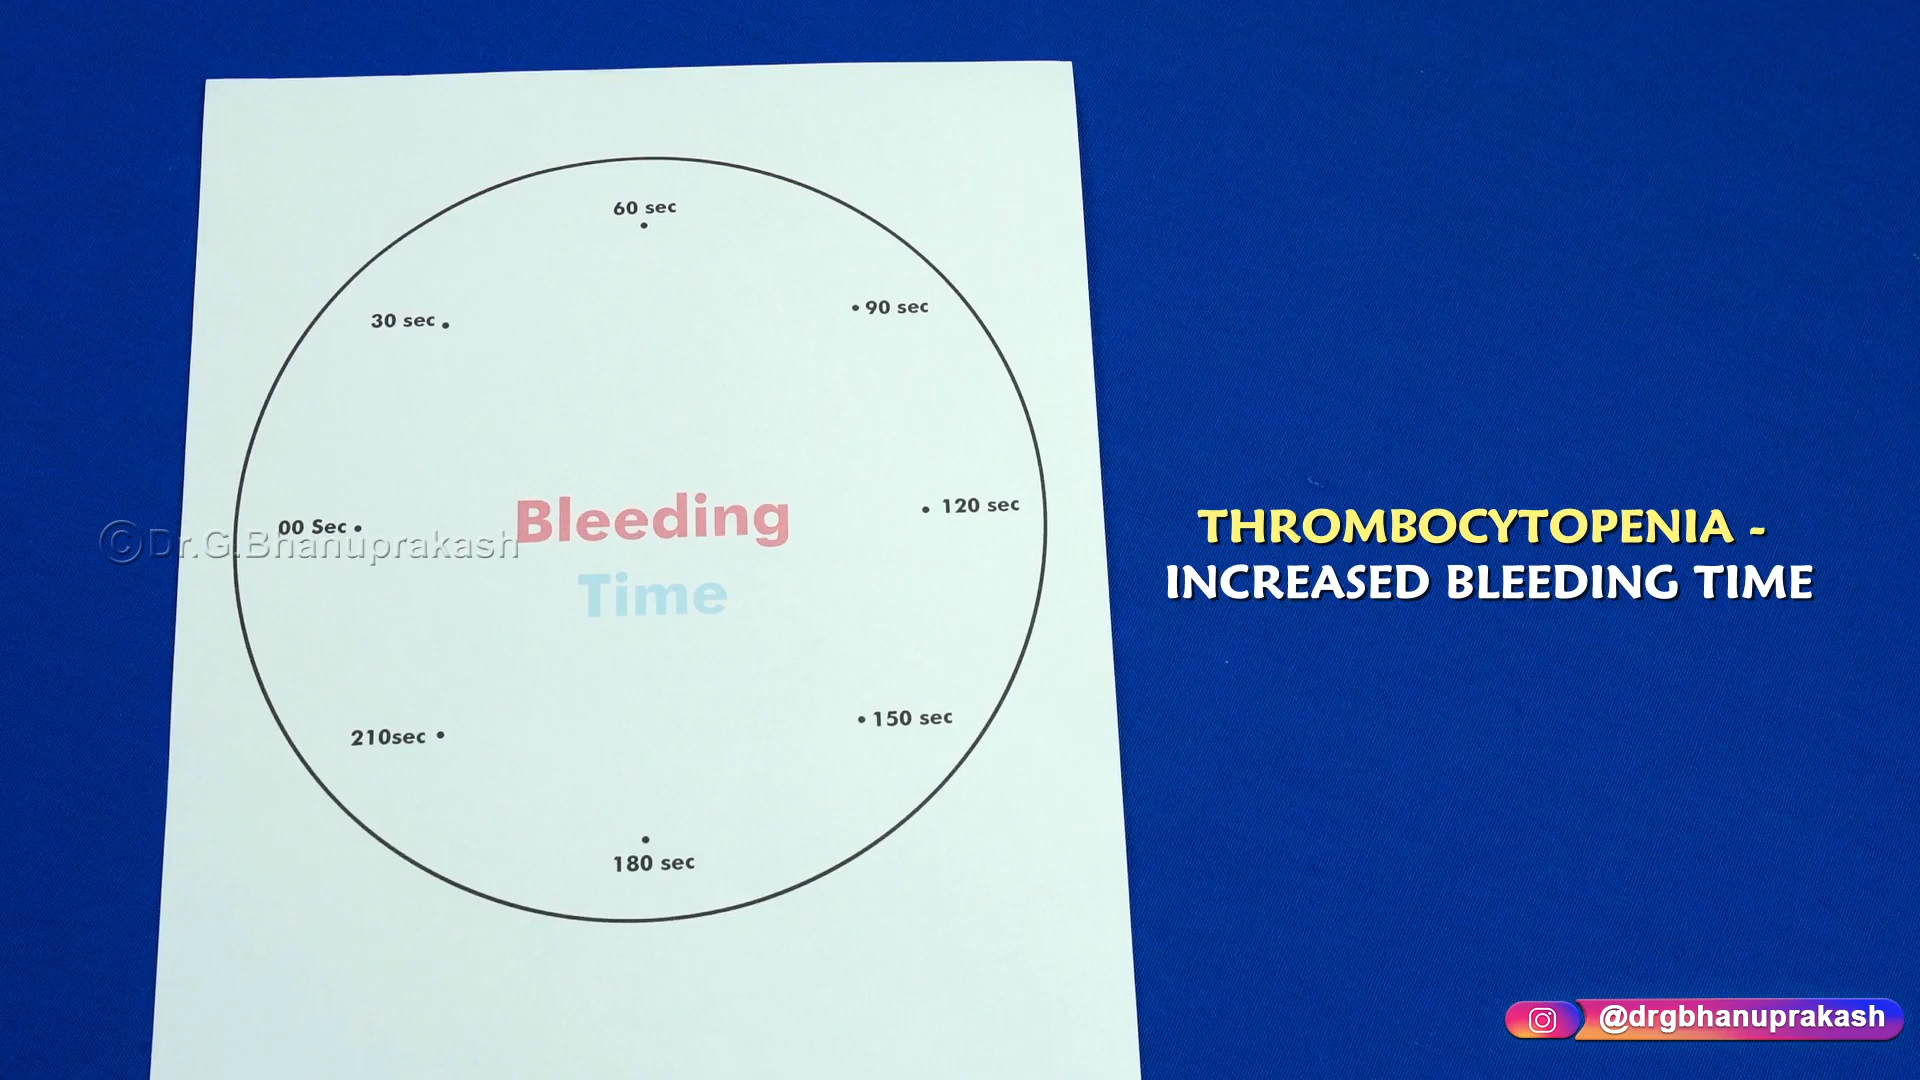 60 sec
90 sec
30 sec
120 sec
00 Sec
©Dr.G.Bhanuprakash
Bleeding
Time
THROMBOCYTOPENIA -
INCREASED BLEEDING TIME
150 sec
210sec
180 sec
@drgbhanuprakash